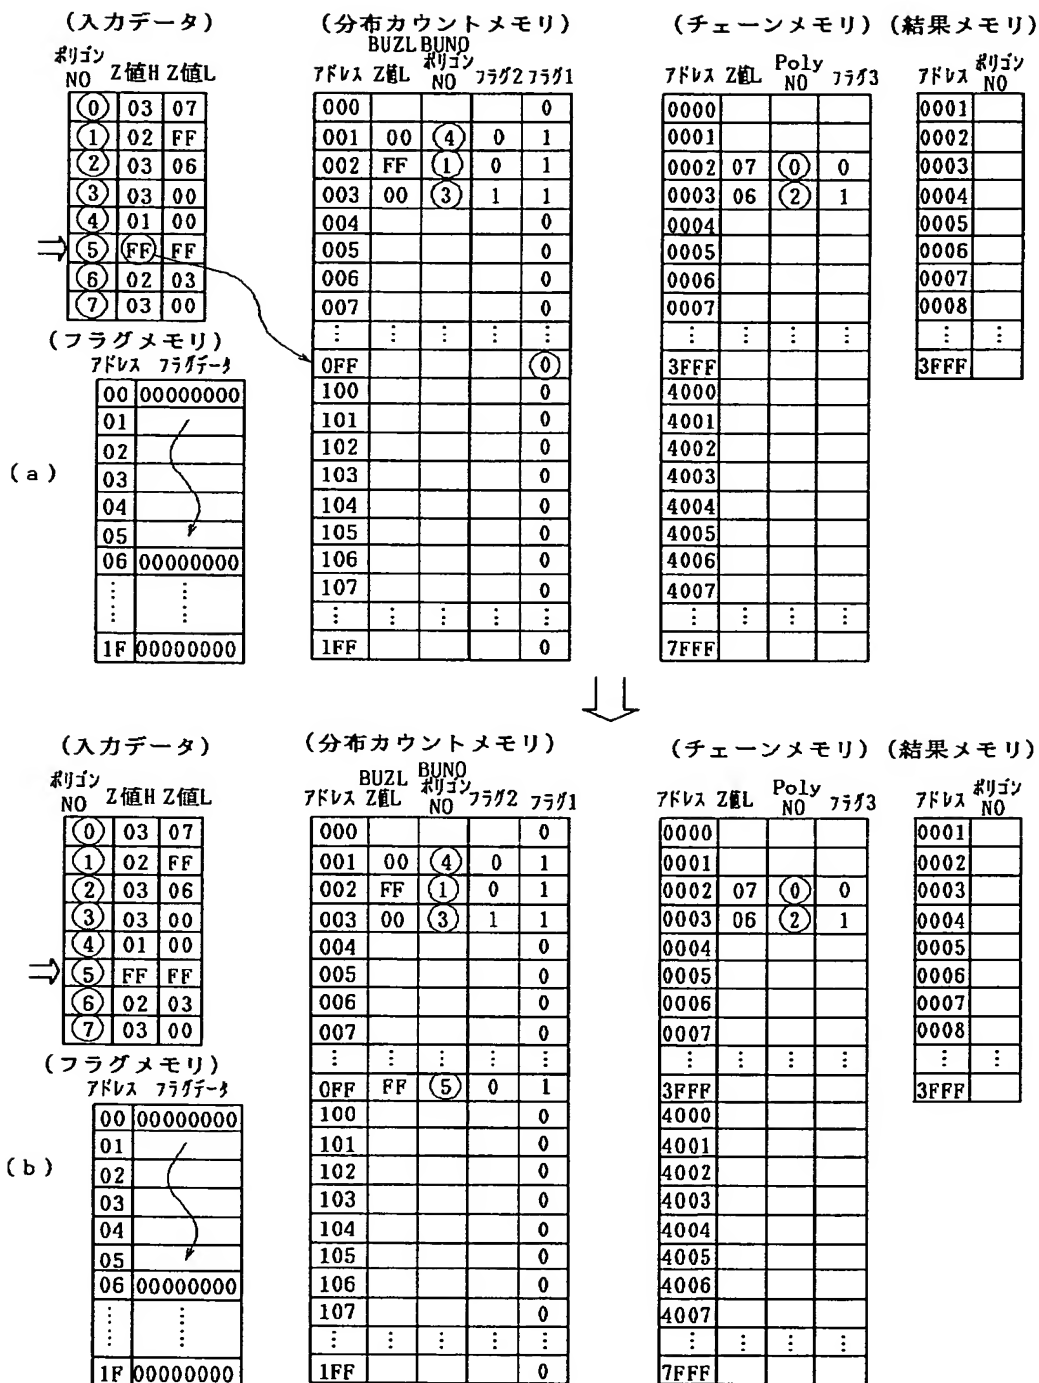 (入力データ) (分布カウントメモリ) (チェーンメモリ) (結果メモリ)
ポリゴンNO Z値H Z値L
0 03 07
1 02 FF
2 03 06
3 03 00
4 01 00
5 FF FF
6 02 03
7 03 00
(フラグメモリ)
アドレス フラグデータ
00 00000000
01
02
03
04
05
06 00000000
⋮ ⋮
1F 00000000
(a)
BUZL BUNO
アドレス Z値L ポリゴンNO フラグ2 フラグ1
000 0
001 00 4 0 1
002 FF 1 0 1
003 00 3 1 1
004 0
005 0
006 0
007 0
⋮ ⋮ ⋮ ⋮ ⋮
0FF 0
100 0
101 0
102 0
103 0
104 0
105 0
106 0
107 0
⋮ ⋮ ⋮ ⋮ ⋮
1FF 0
アドレス Z値L Poly NO フラグ3
0000
0001
0002 07 0 0
0003 06 2 1
0004
0005
0006
0007
⋮ ⋮ ⋮ ⋮
3FFF
4000
4001
4002
4003
4004
4005
4006
4007
⋮ ⋮ ⋮ ⋮
7FFF
アドレス ポリゴンNO
0001
0002
0003
0004
0005
0006
0007
0008
⋮ ⋮
3FFF
(入力データ) (分布カウントメモリ) (チェーンメモリ) (結果メモリ)
ポリゴンNO Z値H Z値L
0 03 07
1 02 FF
2 03 06
3 03 00
4 01 00
5 FF FF
6 02 03
7 03 00
(フラグメモリ)
アドレス フラグデータ
00 00000000
01
02
03
04
05
06 00000000
⋮ ⋮
1F 00000000
(b)
BUZL BUNO
アドレス Z値L ポリゴンNO フラグ2 フラグ1
000 0
001 00 4 0 1
002 FF 1 0 1
003 00 3 1 1
004 0
005 0
006 0
007 0
⋮ ⋮ ⋮ ⋮ ⋮
0FF FF 5 0 1
100 0
101 0
102 0
103 0
104 0
105 0
106 0
107 0
⋮ ⋮ ⋮ ⋮ ⋮
1FF 0
アドレス Z値L Poly NO フラグ3
0000
0001
0002 07 0 0
0003 06 2 1
0004
0005
0006
0007
⋮ ⋮ ⋮ ⋮
3FFF
4000
4001
4002
4003
4004
4005
4006
4007
⋮ ⋮ ⋮ ⋮
7FFF
アドレス ポリゴンNO
0001
0002
0003
0004
0005
0006
0007
0008
⋮ ⋮
3FFF